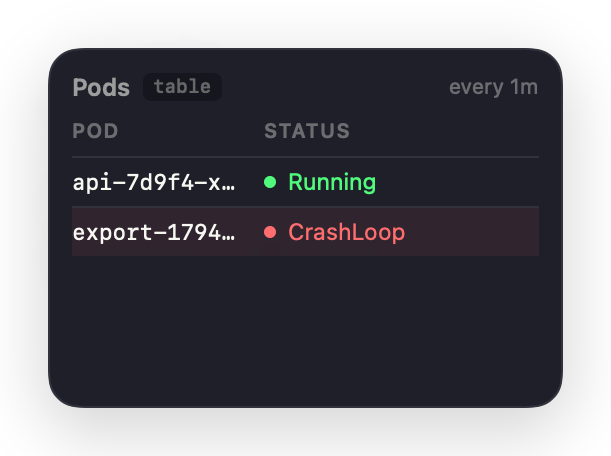 Pods table every 1m
POD STATUS
api-7d9f4-x… Running
export-1794… CrashLoop